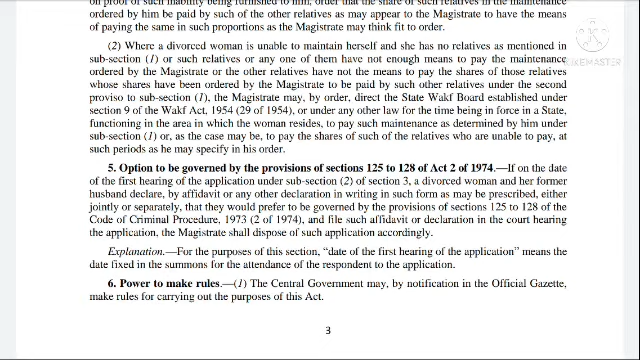 on proof of such inability being furnished to him, order that the share of such relatives in the maintenance
ordered by him be paid by such of the other relatives as may appear to the Magistrate to have the means
of paying the same in such proportions as the Magistrate may think fit to order.
(2) Where a divorced woman is unable to maintain herself and she has no relatives as mentioned in
sub-section (1) or such relatives or any one of them have not enough means to pay the maintenance
ordered by the Magistrate or the other relatives have not the means to pay the shares of those relatives
whose shares have been ordered by the Magistrate to be paid by such other relatives under the second
proviso to sub-section (1), the Magistrate may, by order, direct the State Wakf Board established under
section 9 of the Wakf Act, 1954 (29 of 1954), or under any other law for the time being in force in a State,
functioning in the area in which the woman resides, to pay such maintenance as determined by him under
sub-section (1) or, as the case may be, to pay the shares of such of the relatives who are unable to pay, at
such periods as he may specify in his order.
5. Option to be governed by the provisions of sections 125 to 128 of Act 2 of 1974.—If on the
date of the first hearing of the application under sub-section (2) of section 3, a divorced woman and her former
husband declare, by affidavit or any other declaration in writing in such form as may be prescribed, either
jointly or separately, that they would prefer to be governed by the provisions of sections 125 to 128 of the
Code of Criminal Procedure, 1973 (2 of 1974), and file such affidavit or declaration in the court hearing
the application, the Magistrate shall dispose of such application accordingly.
Explanation.—For the purposes of this section, "date of the first hearing of the application" means the
date fixed in the summons for the attendance of the respondent to the application.
6. Power to make rules.—(1) The Central Government may, by notification in the Official Gazette,
make rules for carrying out the purposes of this Act.
3